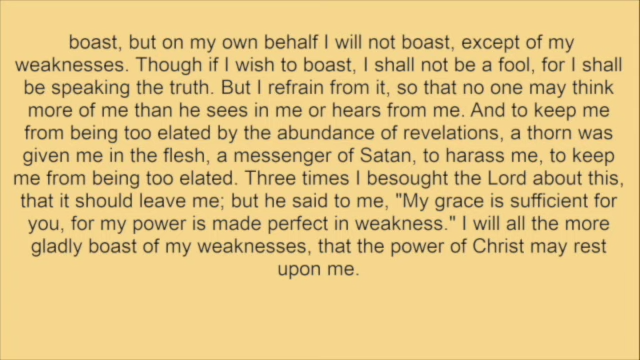 boast, but on my own behalf I will not boast, except of my
weaknesses. Though if I wish to boast, I shall not be a fool, for I shall
be speaking the truth. But I refrain from it, so that no one may think
more of me than he sees in me or hears from me. And to keep me
from being too elated by the abundance of revelations, a thorn was
given me in the flesh, a messenger of Satan, to harass me, to keep
me from being too elated. Three times I besought the Lord about this,
that it should leave me; but he said to me, "My grace is sufficient for
you, for my power is made perfect in weakness." I will all the more
gladly boast of my weaknesses, that the power of Christ may rest
upon me.